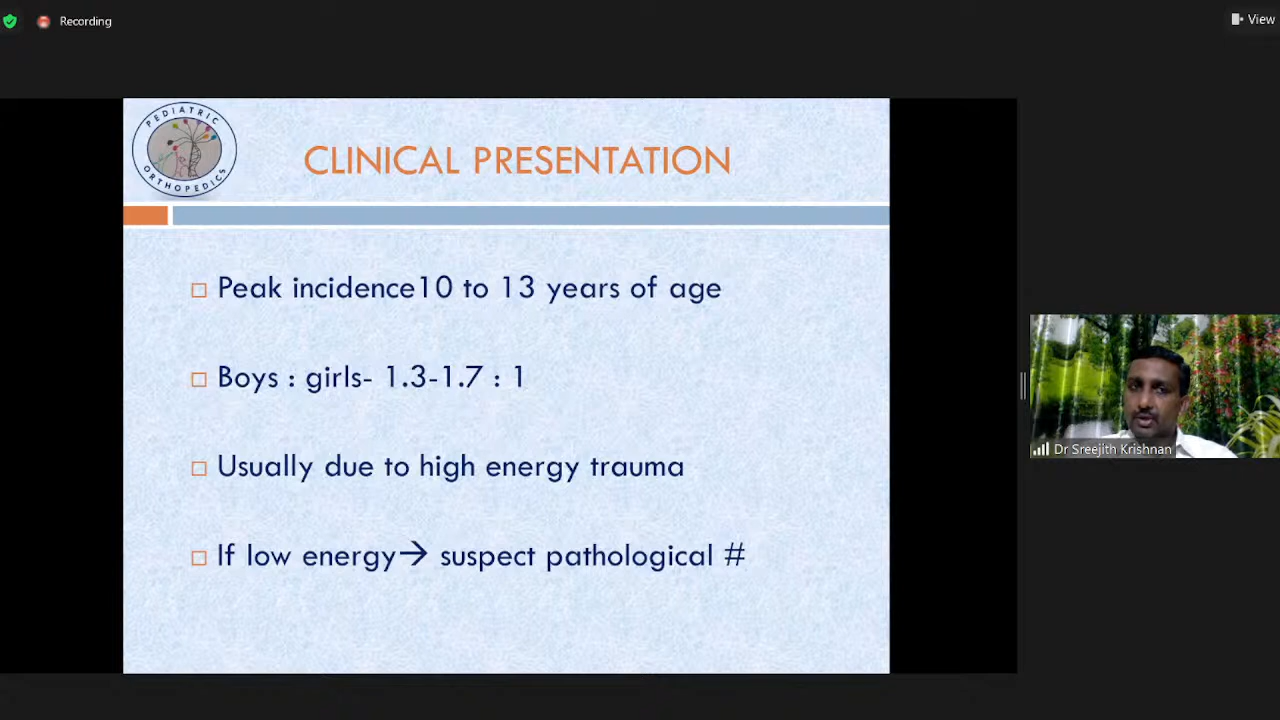 Recording
View
PEDIATRIC
ORTHOPEDICS
CLINICAL PRESENTATION
Peak incidence10 to 13 years of age
Boys : girls- 1.3-1.7 : 1
Usually due to high energy trauma
If low energy→ suspect pathological #
Dr Sreejith Krishnan